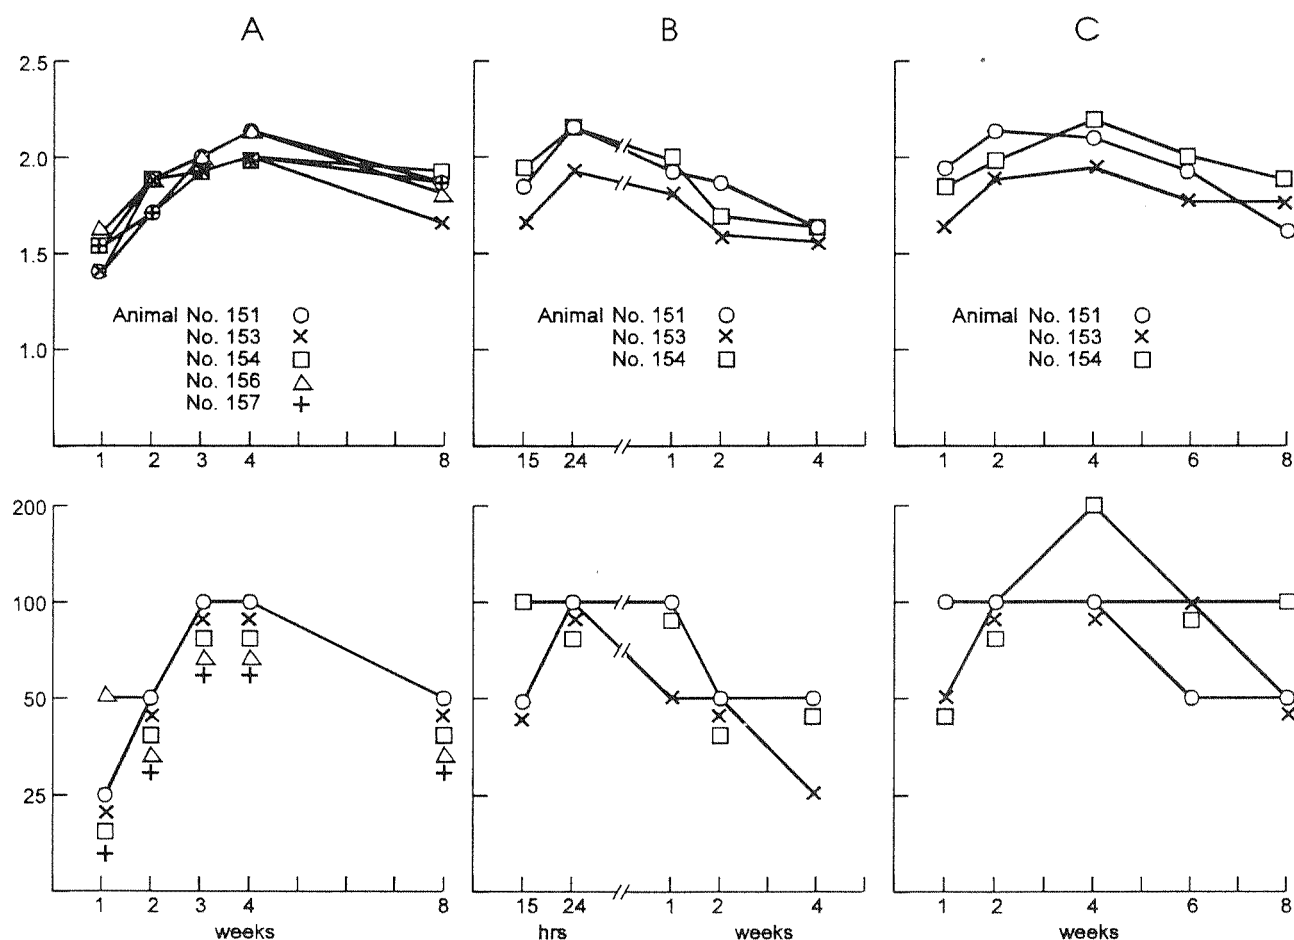 A B C
2.5
2.0
1.5
Animal No. 151 Animal No. 151 Animal No. 151
No. 153 No. 153 No. 153
1.0 No. 154 No. 154 No. 154
No. 156
No. 157
1 2 3 4 8 15 24 1 2 4 1 2 4 6 8
200
100
50
25
1 2 3 4 8 15 24 1 2 4 1 2 4 6 8
weeks hrs weeks weeks